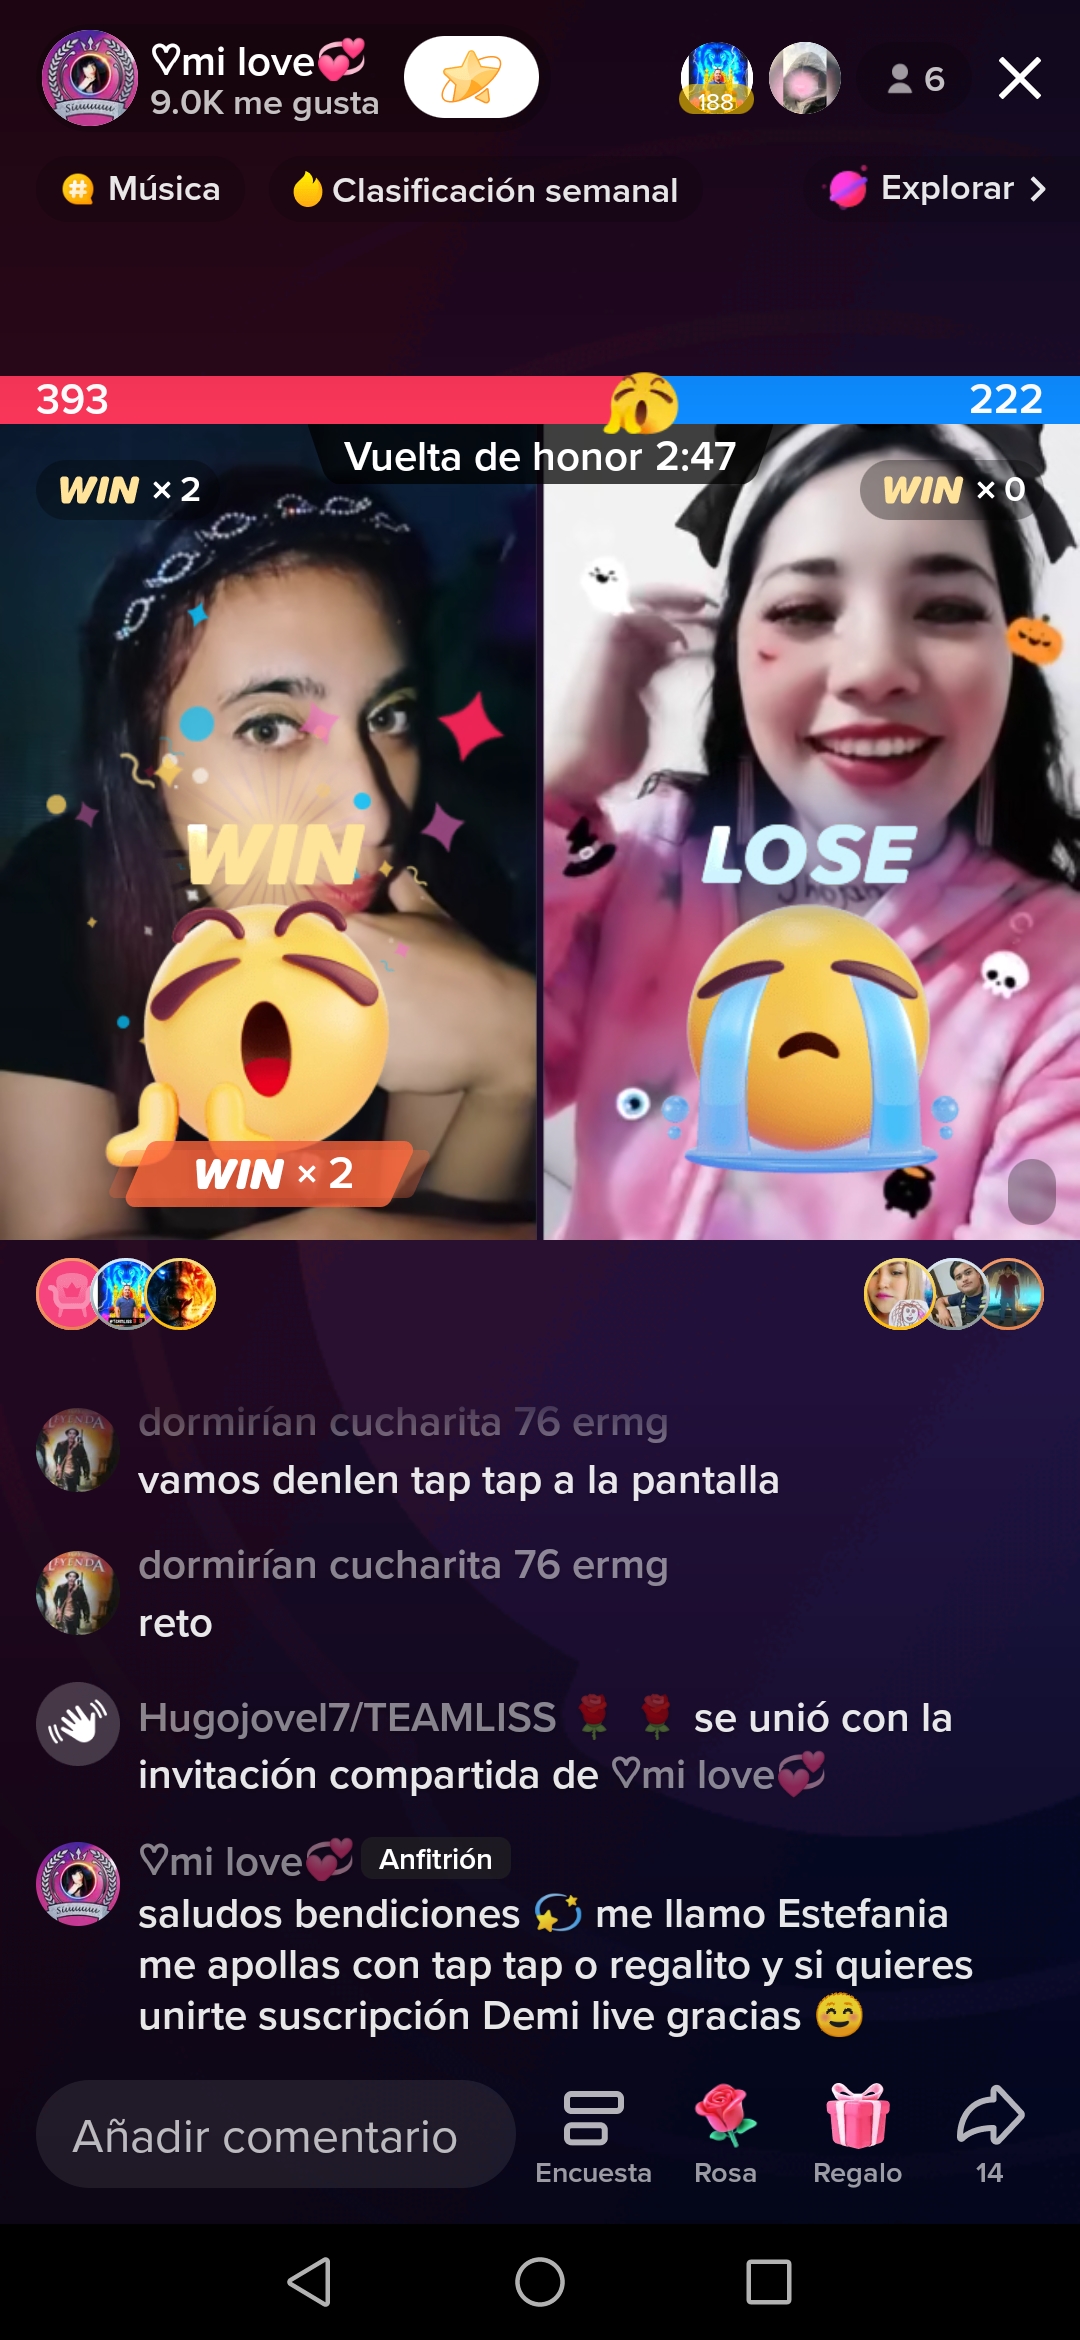 ♡mi love💞
9.0K me gusta
188
6
Música
Clasificación semanal
Explorar
393
222
Vuelta de honor 2:47
WIN × 2
WIN × 0
WIN
LOSE
WIN × 2
dormirían cucharita 76 ermg
vamos denlen tap tap a la pantalla
dormirían cucharita 76 ermg
reto
Hugojovel7/TEAMLISS 🌹 🌹 se unió con la
invitación compartida de ♡mi love💞
♡mi love💞 Anfitrión
saludos bendiciones 💫 me llamo Estefania
me apollas con tap tap o regalito y si quieres
unirte suscripción Demi live gracias ☺️
Añadir comentario
Encuesta
Rosa
Regalo
14